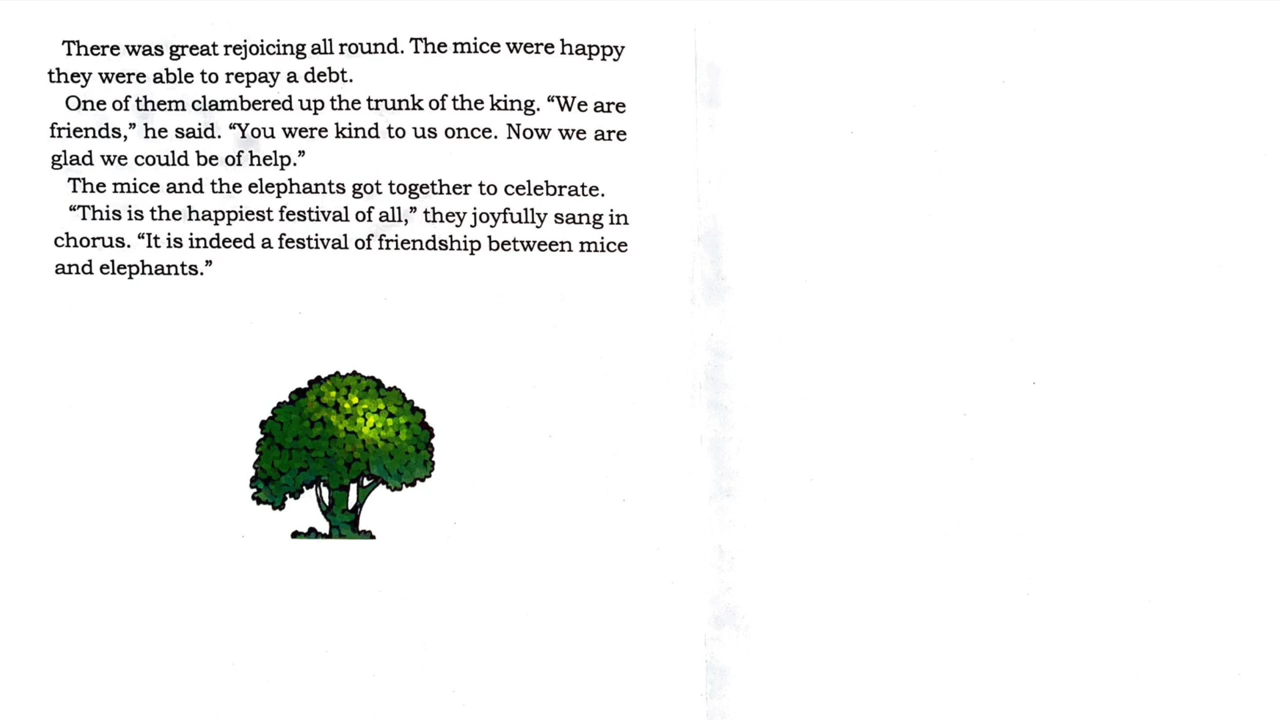 There was great rejoicing all round. The mice were happy
they were able to repay a debt.
One of them clambered up the trunk of the king. “We are
friends,” he said. “You were kind to us once. Now we are
glad we could be of help.”
The mice and the elephants got together to celebrate.
“This is the happiest festival of all,” they joyfully sang in
chorus. “It is indeed a festival of friendship between mice
and elephants.”